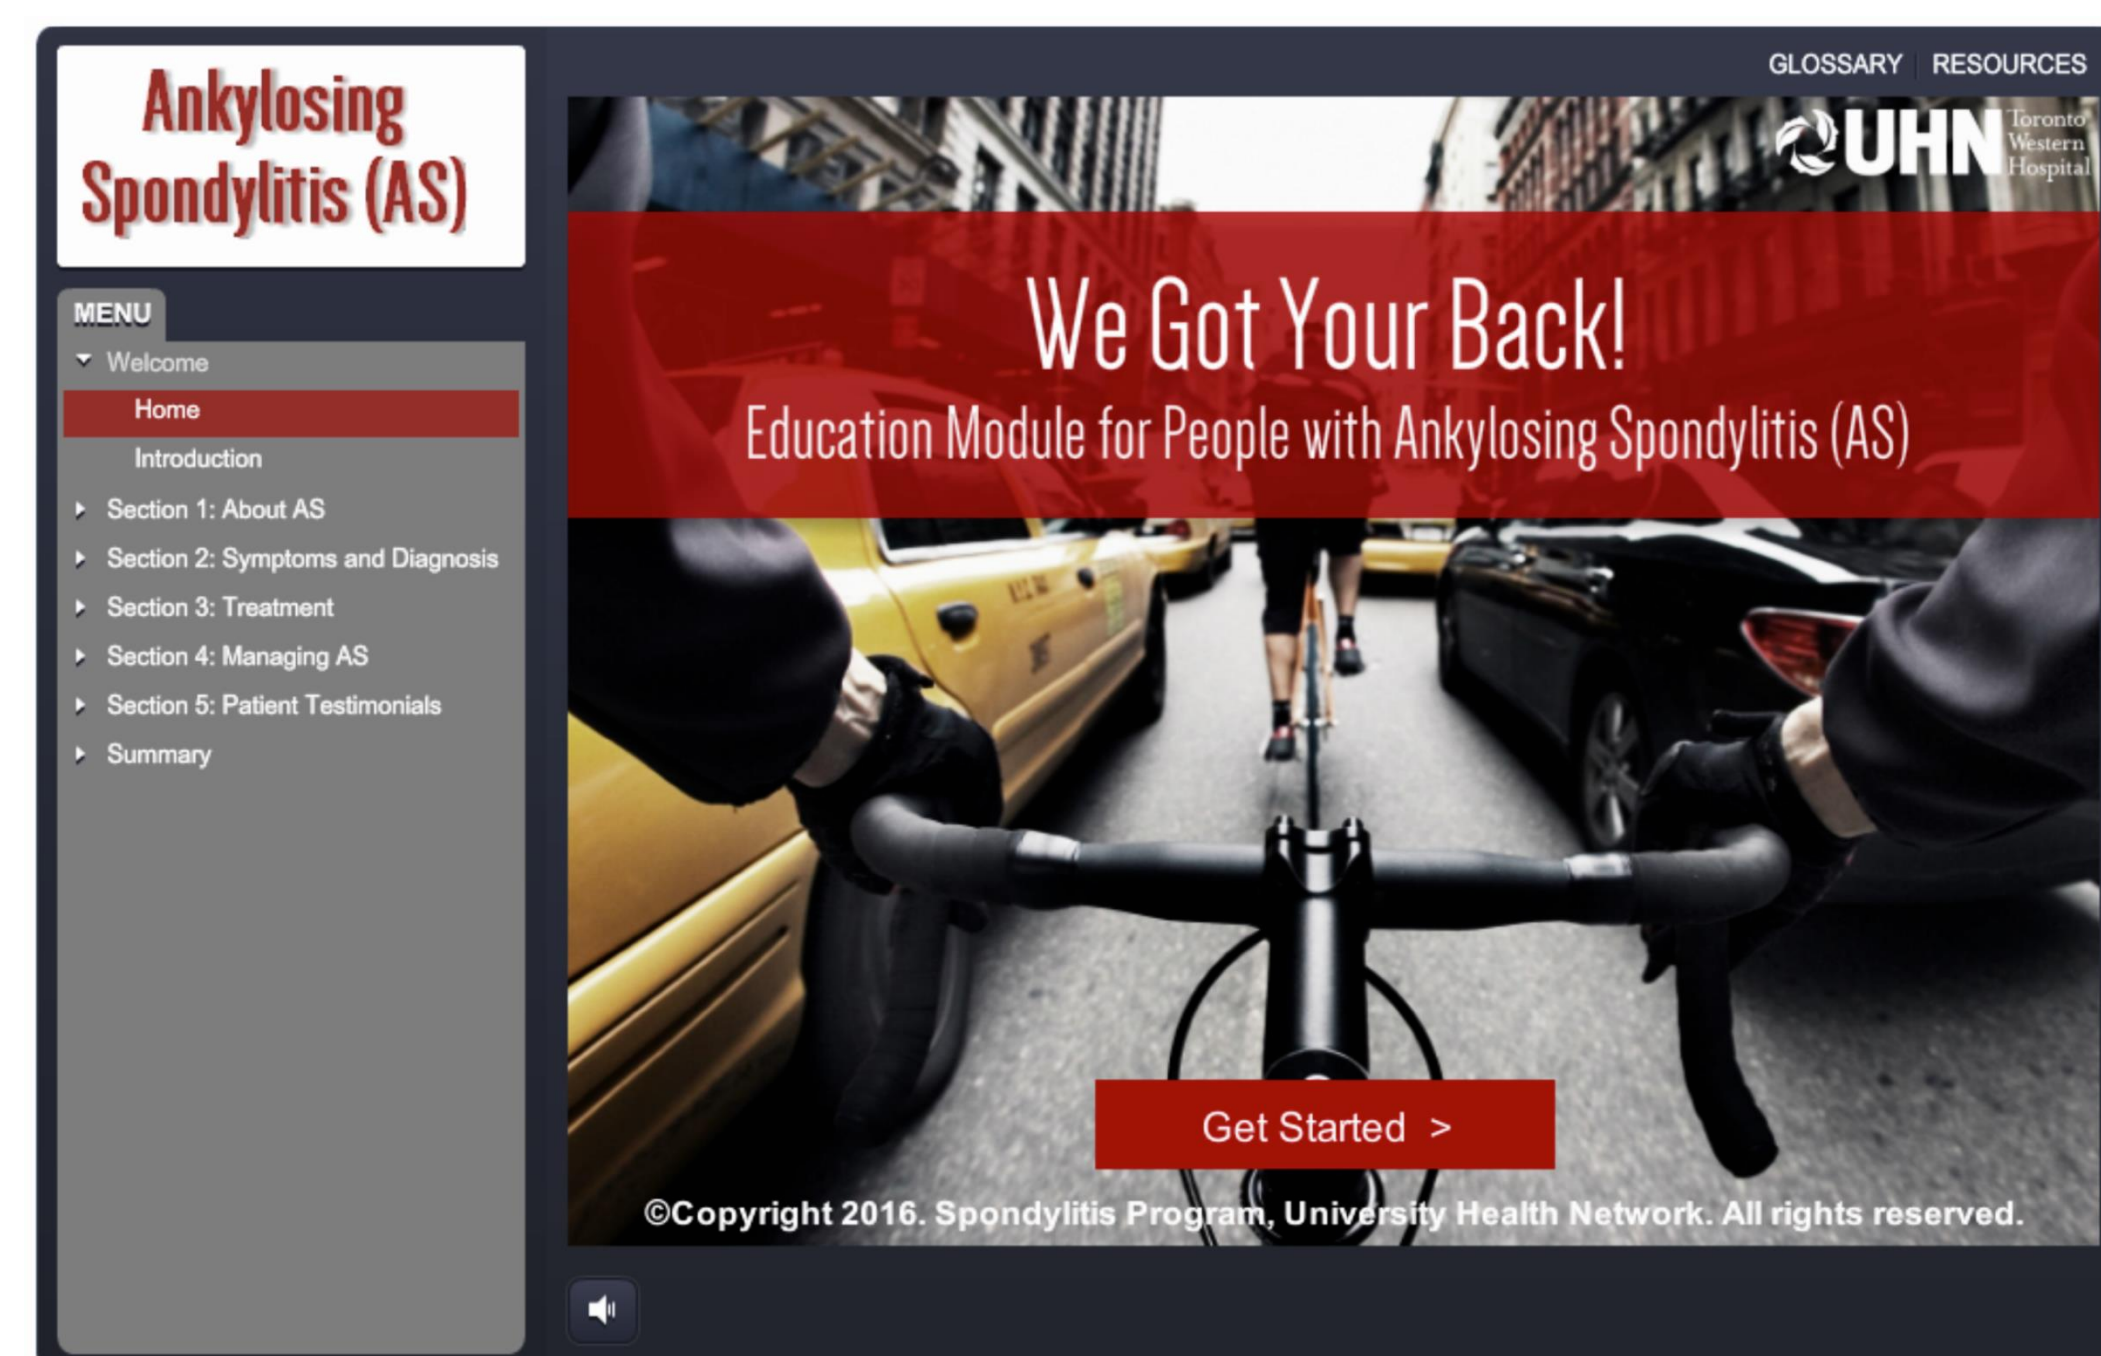 Ankylosing
Spondylitis (AS)
MENU
Welcome
Home
Introduction
Section 1: About AS
Section 2: Symptoms and Diagnosis
Section 3: Treatment
Section 4: Managing AS
Section 5: Patient Testimonials
Summary
GLOSSARY RESOURCES
UHN
Toronto
Western
Hospital
We Got Your Back!
Education Module for People with Ankylosing Spondylitis (AS)
Get Started >
©Copyright 2016. Spondylitis Program, University Health Network. All rights reserved.